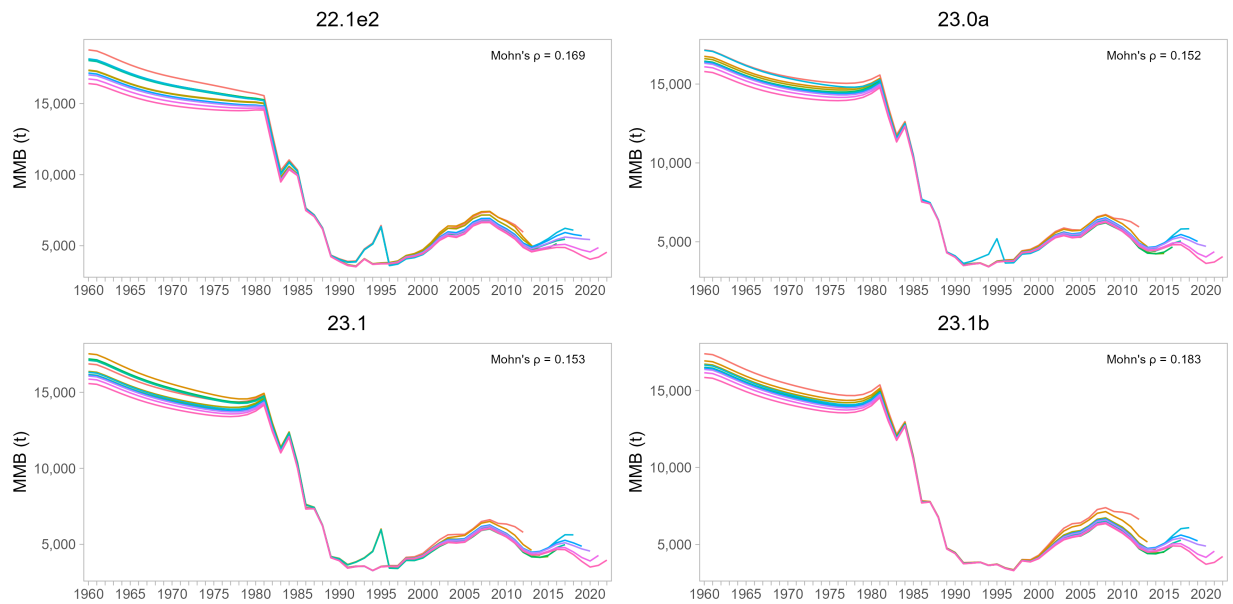 22.1e2
Mohn's ρ = 0.169
MMB (t)
15,000
10,000
5,000
1960 1965 1970 1975 1980 1985 1990 1995 2000 2005 2010 2015 2020
23.0a
Mohn's ρ = 0.152
MMB (t)
15,000
10,000
5,000
1960 1965 1970 1975 1980 1985 1990 1995 2000 2005 2010 2015 2020
23.1
Mohn's ρ = 0.153
MMB (t)
15,000
10,000
5,000
1960 1965 1970 1975 1980 1985 1990 1995 2000 2005 2010 2015 2020
23.1b
Mohn's ρ = 0.183
MMB (t)
15,000
10,000
5,000
1960 1965 1970 1975 1980 1985 1990 1995 2000 2005 2010 2015 2020